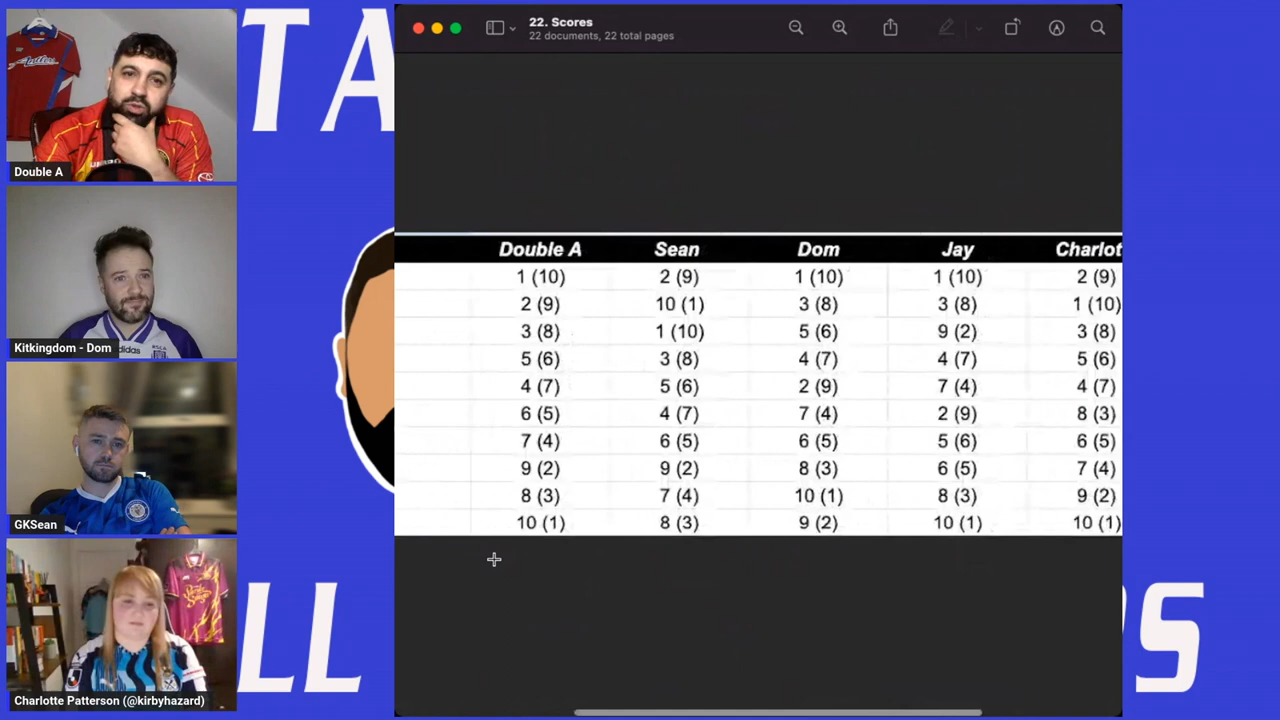 TA
22. Scores
22 documents, 22 total pages
Double A Sean Dom Jay Charlot
1 (10) 2 (9) 1 (10) 1 (10) 2 (9)
2 (9) 10 (1) 3 (8) 3 (8) 1 (10)
3 (8) 1 (10) 5 (6) 9 (2) 3 (8)
5 (6) 3 (8) 4 (7) 4 (7) 5 (6)
4 (7) 5 (6) 2 (9) 7 (4) 4 (7)
6 (5) 4 (7) 7 (4) 2 (9) 8 (3)
7 (4) 6 (5) 6 (5) 5 (6) 6 (5)
9 (2) 9 (2) 8 (3) 6 (5) 7 (4)
8 (3) 7 (4) 10 (1) 8 (3) 9 (2)
10 (1) 8 (3) 9 (2) 10 (1) 10 (1)
Double A
Kitkingdom - Dom
GKSean
Charlotte Patterson (@kirbyhazard)
LL
S
adidas